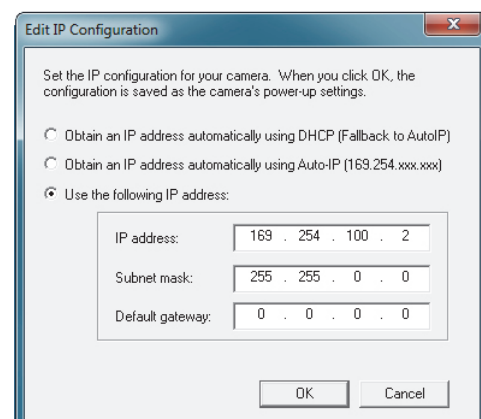 Edit IP Configuration
Set the IP configuration for your camera. When you click OK, the
configuration is saved as the camera's power-up settings.
Obtain an IP address automatically using DHCP (Fallback to AutoIP)
Obtain an IP address automatically using Auto-IP (169.254.xxx.xxx)
Use the following IP address:
IP address: 169 . 254 . 100 . 2
Subnet mask: 255 . 255 . 0 . 0
Default gateway: 0 . 0 . 0 . 0
OK Cancel